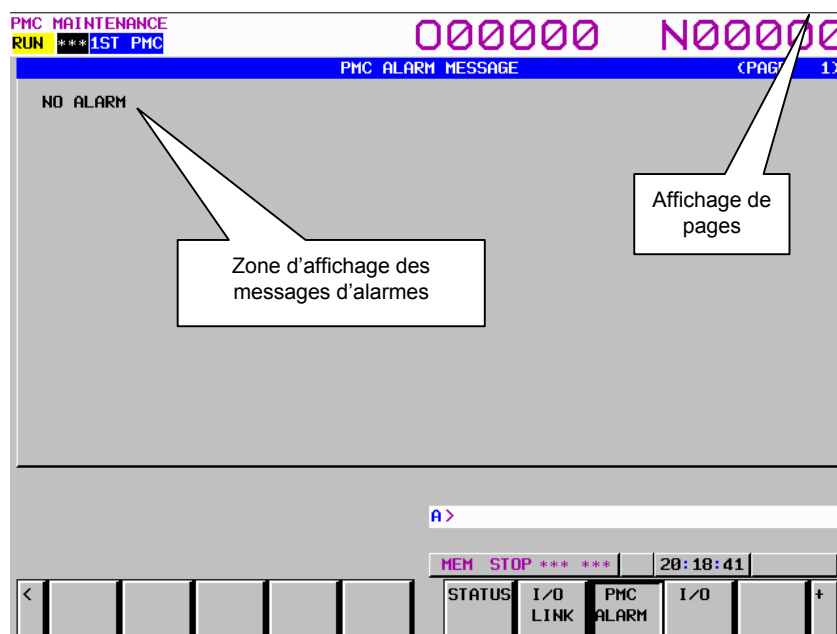 PMC MAINTENANCE
O00000 N00000
RUN ***1ST PMC
PMC ALARM MESSAGE (PAGE 1)
NO ALARM
Affichage de
pages
Zone d'affichage des
messages d'alarmes
A>
MEM STOP *** *** 20:18:41
< STATUS I/O PMC I/O +
LINK ALARM